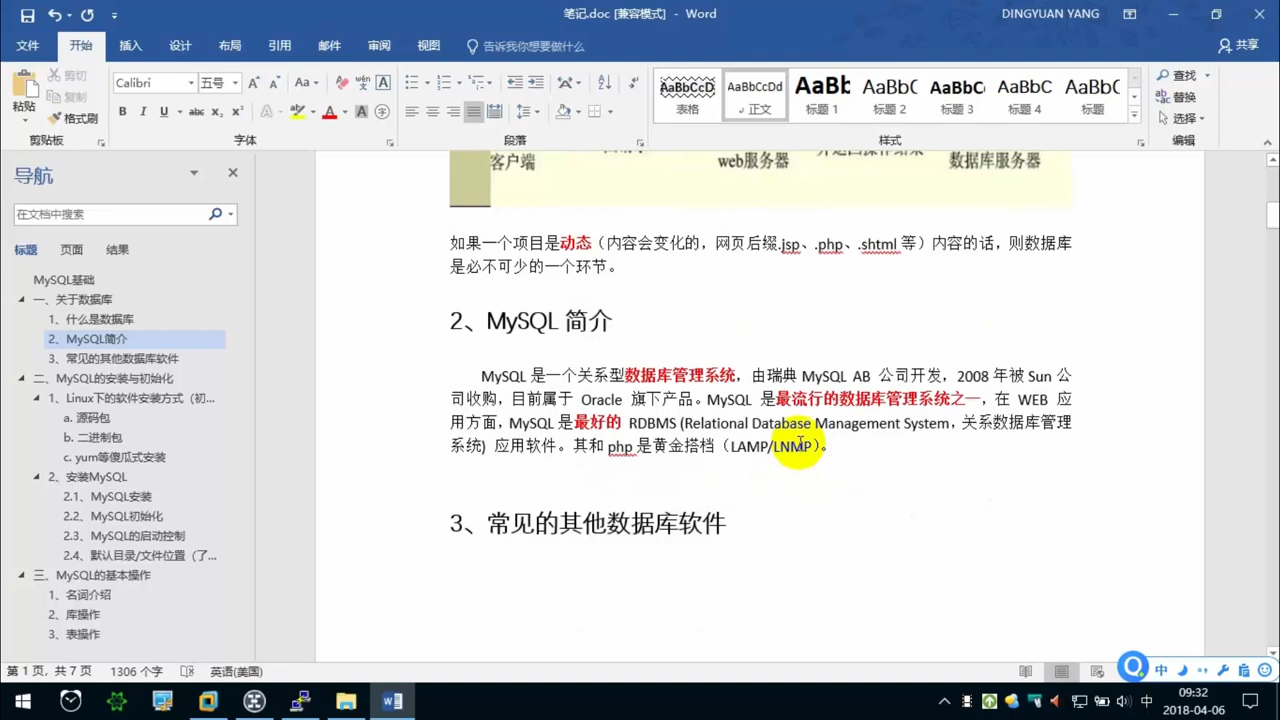 笔记.doc [兼容模式] - Word
DINGYUAN YANG
文件 开始 插入 设计 布局 引用 邮件 审阅 视图 告诉我你想要做什么 共享
粘贴
剪切
复制
格式刷
剪贴板
Calibri 五号
字体
段落
AaBbCcD 表格
AaBbCcDd 正文
AaBb 标题 1
AaBbC 标题 2
AaBbC 标题 3
AaBbC 标题 4
AaBbC 标题
样式
查找
替换
选择
编辑
导航
在文档中搜索
标题 页面 结果
MySQL基础
一、关于数据库
1、什么是数据库
2、MySQL简介
3、常见的其他数据库软件
二、MySQL的安装与初始化
1、Linux下的软件安装方式（初...
a. 源码包
b. 二进制包
c. yum等傻瓜式安装
2、安装MySQL
2.1、MySQL安装
2.2、MySQL初始化
2.3、MySQL的启动控制
2.4、默认目录/文件位置（了...
三、MySQL的基本操作
1、名词介绍
2、库操作
3、表操作
客户端 web服务器 数据库服务器
如果一个项目是动态（内容会变化的，网页后缀.jsp、.php、.shtml 等）内容的话，则数据库
是必不可少的一个环节。
2、MySQL 简介
MySQL 是一个关系型数据库管理系统，由瑞典 MySQL AB 公司开发，2008 年被 Sun 公
司收购，目前属于 Oracle 旗下产品。MySQL 是最流行的数据库管理系统之一，在 WEB 应
用方面，MySQL 是最好的 RDBMS (Relational Database Management System，关系数据库管理
系统) 应用软件。其和 php 是黄金搭档（LAMP/LNMP）。
3、常见的其他数据库软件
第 1 页，共 7 页 1306 个字 英语(美国)
中
中
09:32
2018-04-06